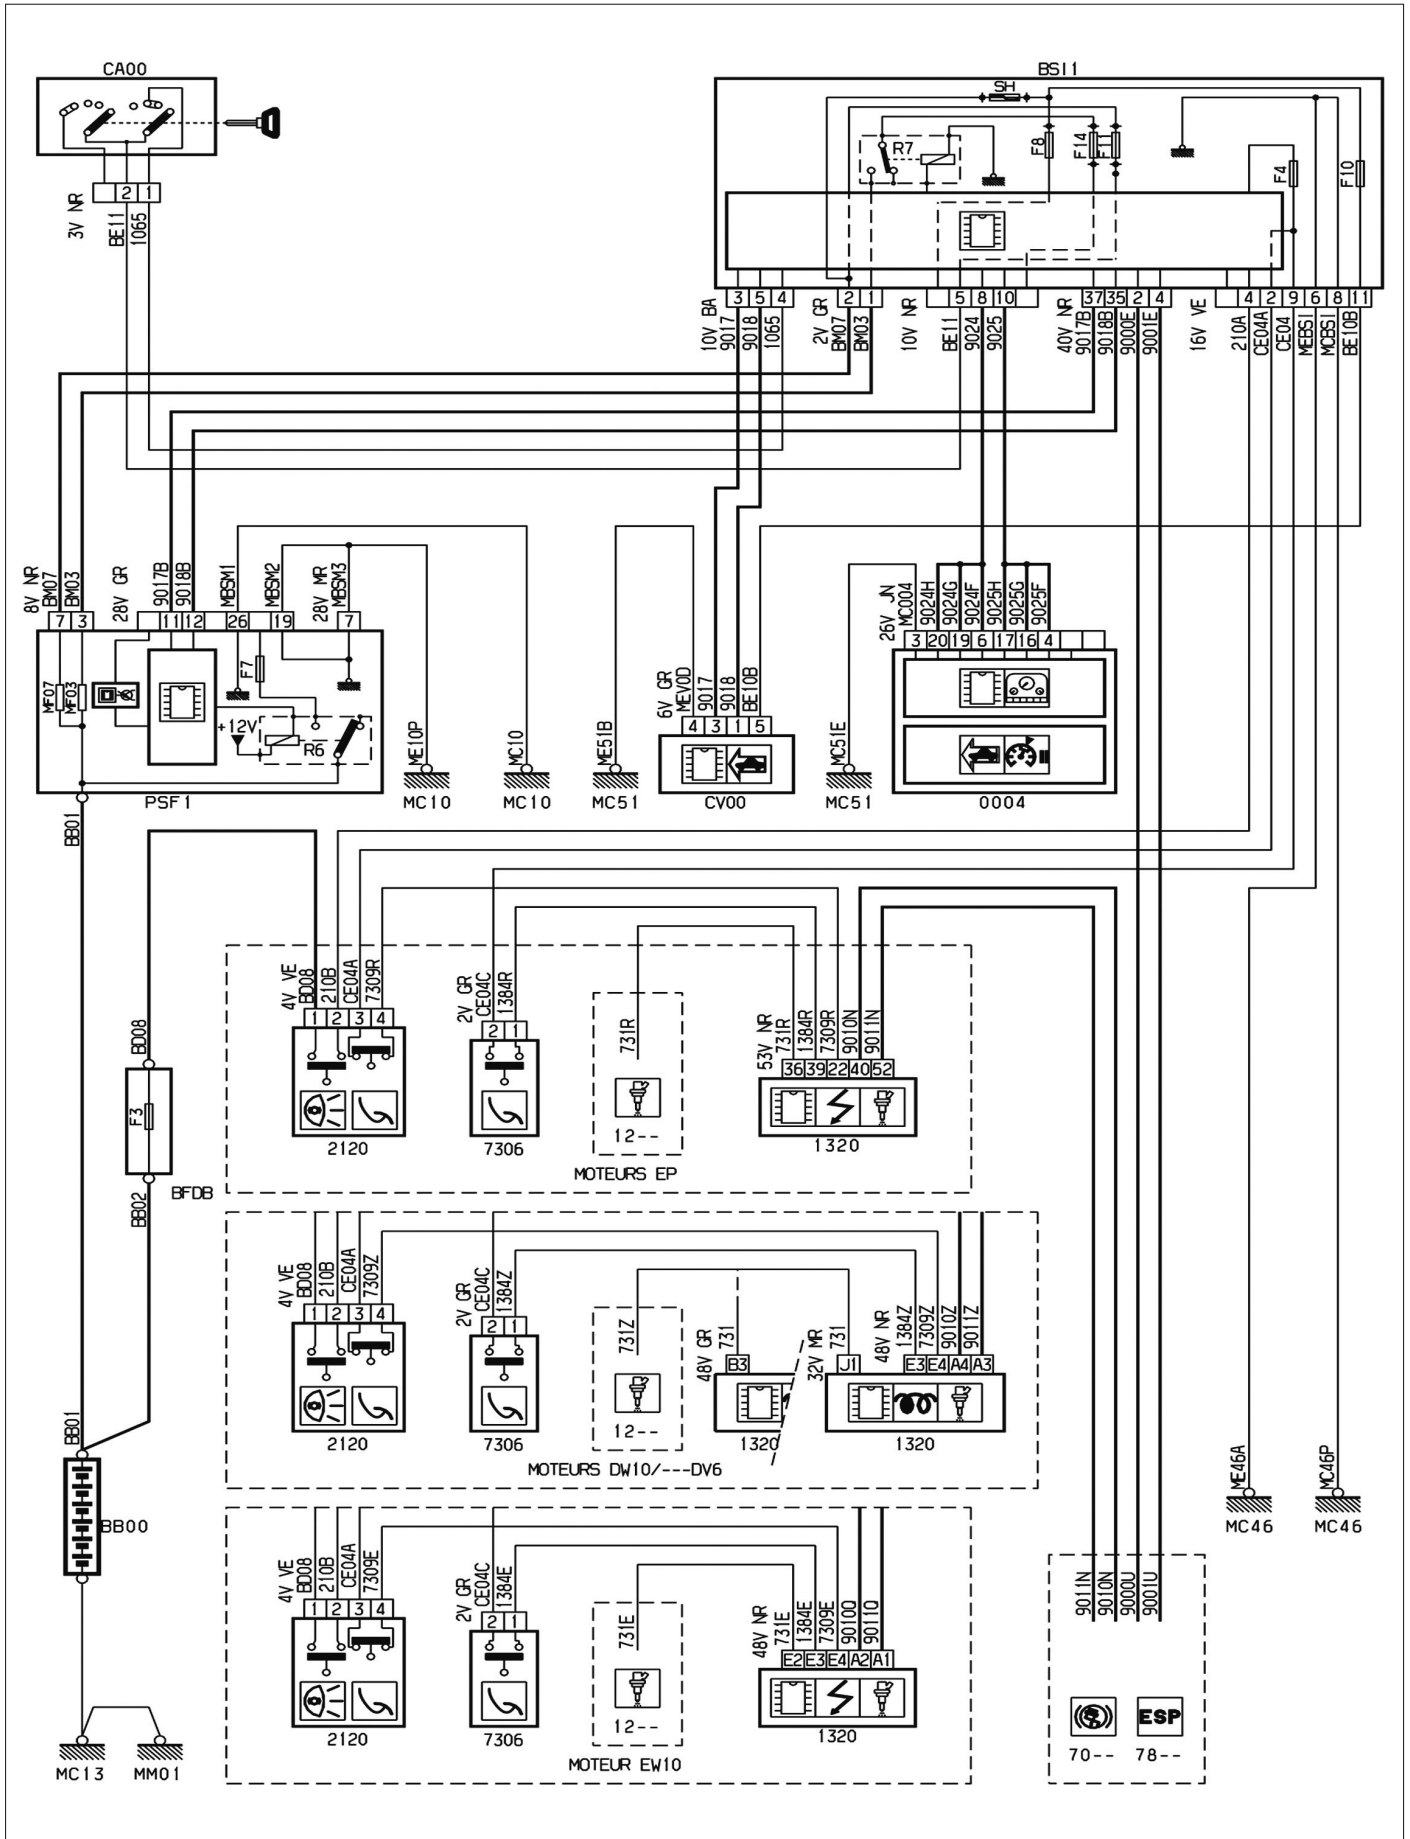 CA00
BSI1
SH
R7
F8
F14
F11
F4
F10
2 1
3V NR
BE11
1065
3 5 4
2 1
5 8 10
37 35 2 4
4 2 9 6 8 11
10V BA
9017
9018
1065
2V GR
BM07
BM03
10V NR
BE11
9024
9025
40V NR
9017B
9018B
9000E
9001E
16V VE
210A
CE04A
CE04
MEBSI
MCBSI
BE10B
8V NR
BM07
BM03
28V GR
9017B
9018B
MBSM1
MBSM2
28V MR
MBSM3
7 3
11 12 26 19
7
MF07
MF03
F7
+12V
R6
PSF1
BB01
ME10P
MC10
MC10
MC10
ME51B
MC51
6V GR
MEV0D
9017
9018
BE10B
4 3 1 5
CV00
MC51E
MC51
26V JN
MC004
9024H
9024G
9024F
9025H
9025G
9025F
3 20 19 6 17 16 4
0004
4V VE
BD08
210B
CE04A
7309R
1 2 3 4
2120
2V GR
CE04C
1384R
2 1
7306
731R
12--
53V NR
731R
1384R
7309R
9010N
9011N
36 39 22 40 52
1320
MOTEURS EP
BD08
F3
BFDB
BB02
4V VE
BD08
210B
CE04A
7309Z
1 2 3 4
2120
2V GR
CE04C
1384Z
2 1
7306
731Z
12--
48V GR
731
B3
1320
32V MR
731
J1
48V NR
1384Z
7309Z
9010Z
9011Z
E3 E4 A4 A3
1320
MOTEURS DW10/---DV6
BB01
BB00
ME46A
MC46
MC46P
MC46
4V VE
BD08
210B
CE04A
7309E
1 2 3 4
2120
2V GR
CE04C
1384E
2 1
7306
731E
12--
48V NR
731E
1384E
7309E
9010Q
9011Q
E2 E3 E4 A2 A1
1320
MOTEUR EW10
9011N
9010N
9000U
9001U
ESP
70--
78--
MC13
MM01